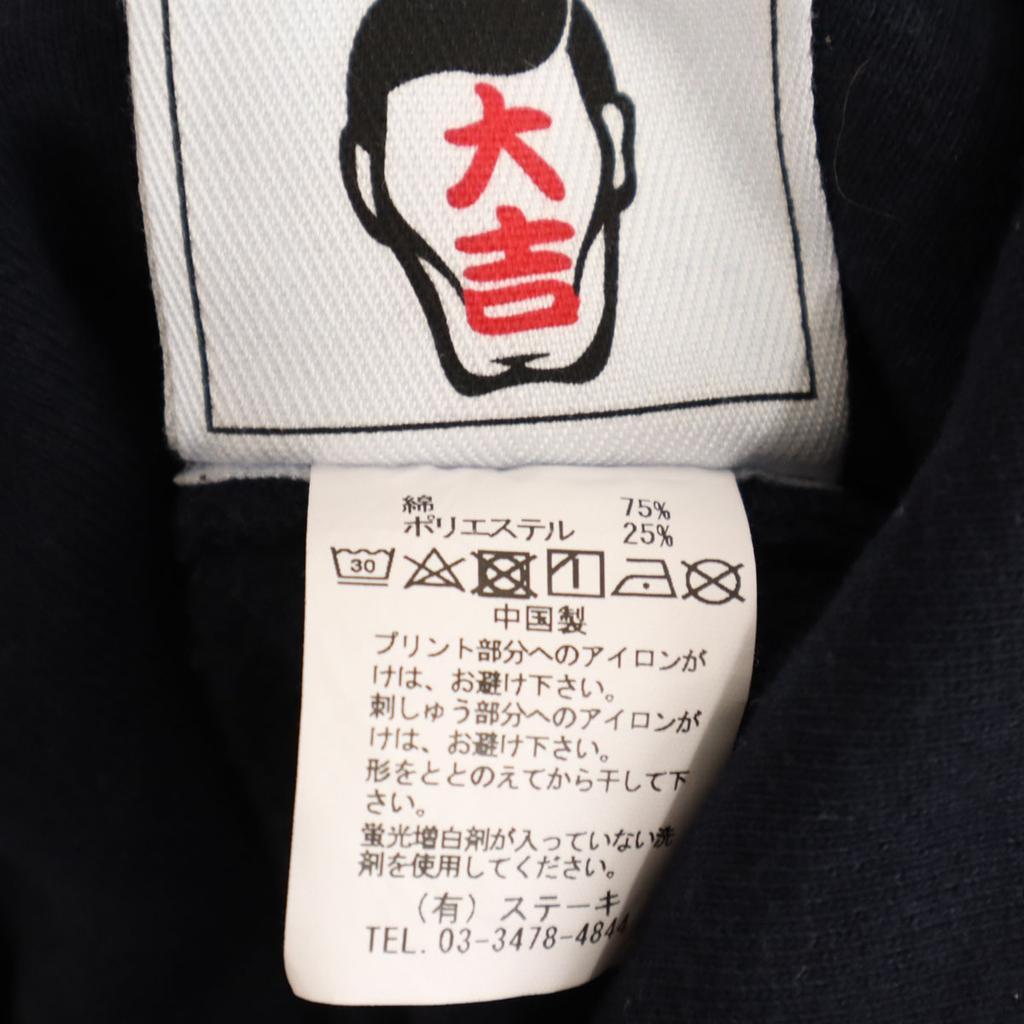 大吉
綿 75%
ポリエステル 25%
30
中国製
プリント部分へのアイロンが
けは、お避け下さい。
刺しゅう部分へのアイロンが
けは、お避け下さい。
形をととのえてから干して下
さい。
蛍光増白剤が入っていない洗
剤を使用してください。
(有) ステーキ
TEL. 03-3478-4844